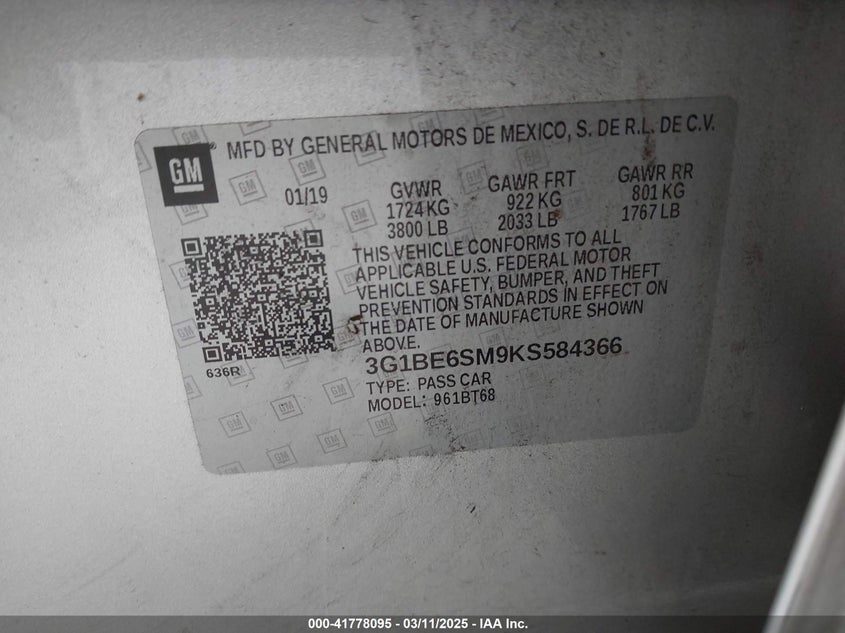 GM
MFD BY GENERAL MOTORS DE MEXICO, S. DE R.L. DE C.V.
01/19 GVWR GAWR FRT GAWR RR
1724 KG 922 KG 801 KG
3800 LB 2033 LB 1767 LB
THIS VEHICLE CONFORMS TO ALL
APPLICABLE U.S. FEDERAL MOTOR
VEHICLE SAFETY, BUMPER, AND THEFT
PREVENTION STANDARDS IN EFFECT ON
THE DATE OF MANUFACTURE SHOWN
ABOVE.
636R
3G1BE6SM9KS584366
TYPE: PASS CAR
MODEL: 961BT68
000-41778095 - 03/11/2025 - IAA Inc.